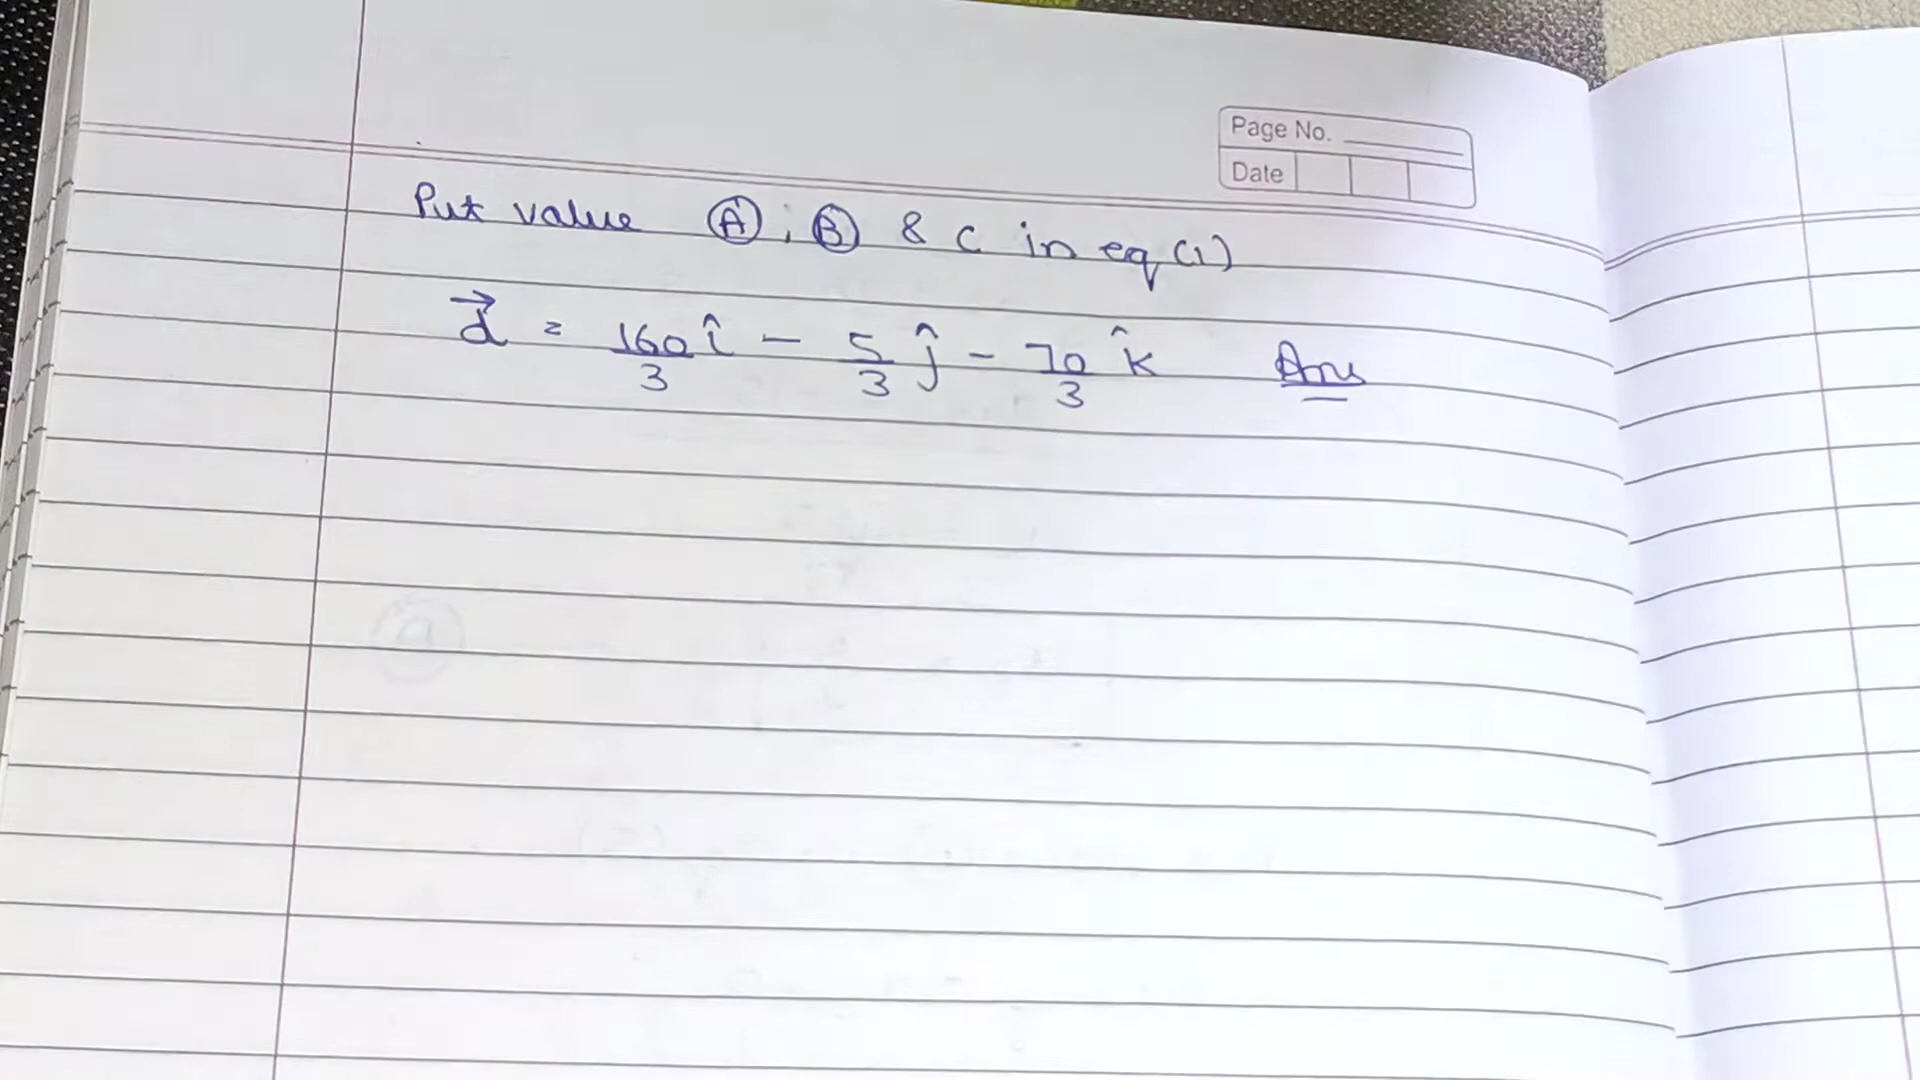 Page No.
Date
Put value Ⓐ, Ⓑ & C in eq (1)
d⃗ = 160/3 î - 5/3 ĵ - 70/3 k̂ Ans